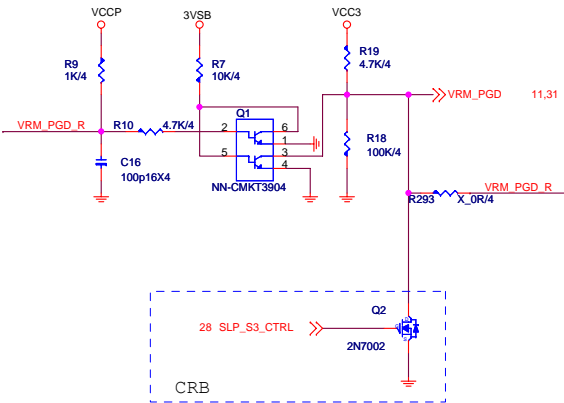 VCCP
3VSB
VCC3
R9
1K/4
R7
10K/4
R19
4.7K/4
VRM_PGD 11,31
Q1
VRM_PGD_R
R10 4.7K/4
2
6
1
5
3
4
R18
100K/4
C16
100p16X4
NN-CMKT3904
VRM_PGD_R
R293 X_0R/4
Q2
28 SLP_S3_CTRL
2N7002
CRB